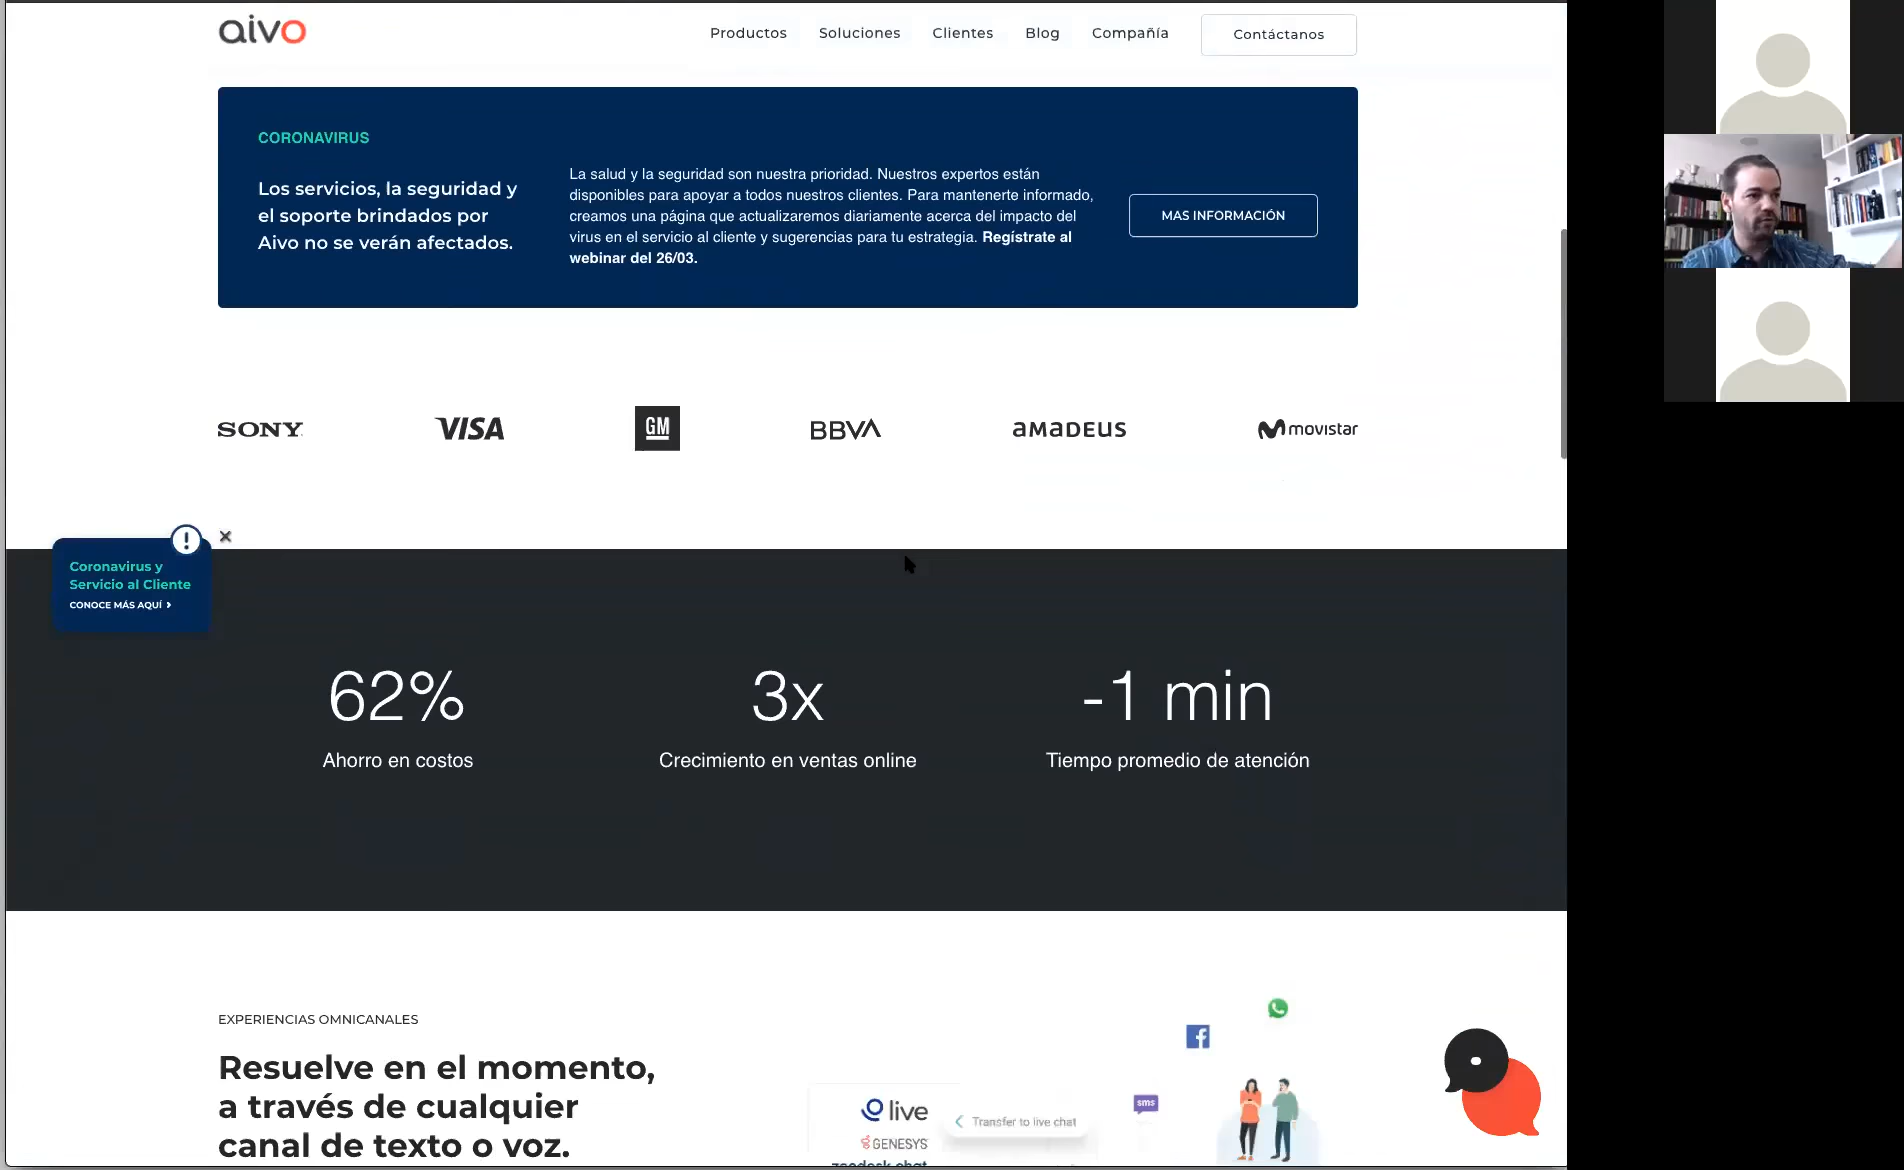 aivo
Productos Soluciones Clientes Blog Compañía Contáctanos
CORONAVIRUS
Los servicios, la seguridad y
el soporte brindados por
Aivo no se verán afectados.
La salud y la seguridad son nuestra prioridad. Nuestros expertos están
disponibles para apoyar a todos nuestros clientes. Para mantenerte informado,
creamos una página que actualizaremos diariamente acerca del impacto del
virus en el servicio al cliente y sugerencias para tu estrategia. Regístrate al
webinar del 26/03.
MAS INFORMACIÓN
SONY VISA GM BBVA aMaDEUS movistar
Coronavirus y
Servicio al Cliente
CONOCE MÁS AQUÍ
62%
Ahorro en costos
3x
Crecimiento en ventas online
-1 min
Tiempo promedio de atención
EXPERIENCIAS OMNICANALES
Resuelve en el momento,
a través de cualquier
canal de texto o voz.
live
GENESYS
zendesk chat
Transfer to live chat
sms